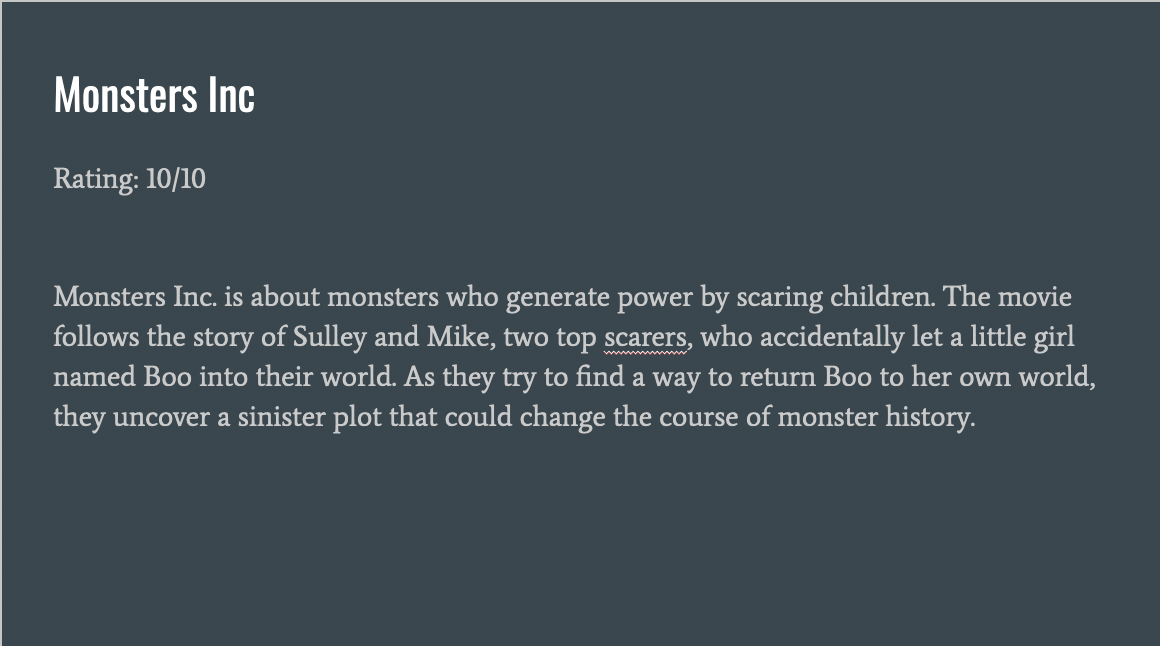 Monsters Inc
Rating: 10/10
Monsters Inc. is about monsters who generate power by scaring children. The movie
follows the story of Sulley and Mike, two top scarers, who accidentally let a little girl
named Boo into their world. As they try to find a way to return Boo to her own world,
they uncover a sinister plot that could change the course of monster history.